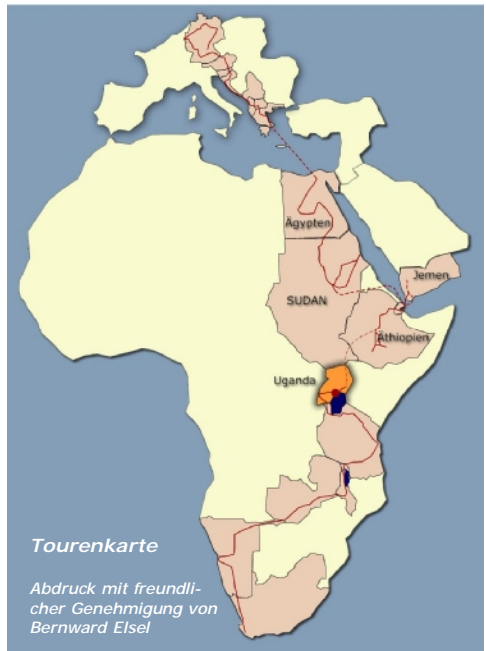 Ägypten
Jemen
SUDAN
Äthiopien
Uganda
Tourenkarte
Abdruck mit freundli-
cher Genehmigung von
Bernward Elsel